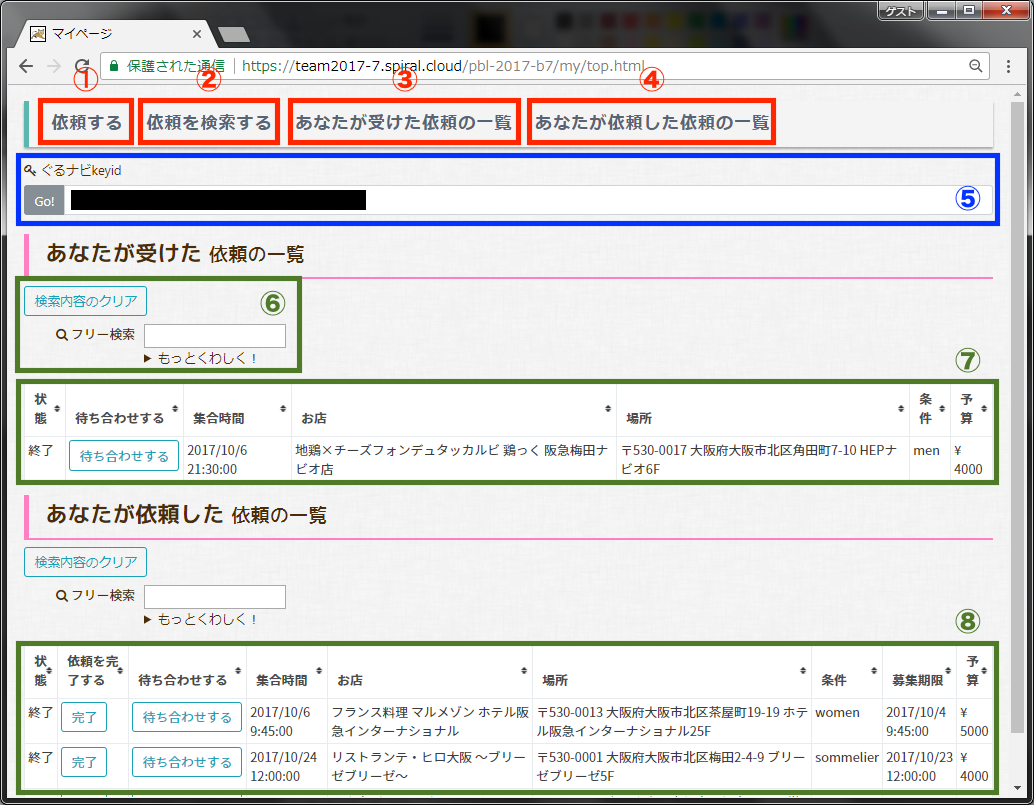 ゲスト
マイページ
保護された通信 https://team2017-7.spiral.cloud/pbl-2017-b7/my/top.html
① ② ③ ④
依頼する 依頼を検索する あなたが受けた依頼の一覧 あなたが依頼した依頼の一覧
ぐるナビkeyid
Go! ⑤
あなたが受けた 依頼の一覧
検索内容のクリア ⑥
フリー検索
▶ もっとくわしく！
⑦
状態 待ち合わせする 集合時間 お店 場所 条件 予算
終了 待ち合わせする 2017/10/6 21:30:00 地鶏×チーズフォンデュタッカルビ 鶏っく 阪急梅田ナビオ店 〒530-0017 大阪府大阪市北区角田町7-10 HEPナビオ6F men ¥ 4000
あなたが依頼した 依頼の一覧
検索内容のクリア
フリー検索
▶ もっとくわしく！
⑧
状態 依頼を完了する 待ち合わせする 集合時間 お店 場所 条件 募集期限 予算
終了 完了 待ち合わせする 2017/10/6 9:45:00 フランス料理 マルメゾン ホテル阪急インターナショナル 〒530-0013 大阪府大阪市北区茶屋町19-19 ホテル阪急インターナショナル25F women 2017/10/4 9:45:00 ¥ 5000
終了 完了 待ち合わせする 2017/10/24 12:00:00 リストランテ・ヒロ大阪 ～ブリーゼブリーゼ～ 〒530-0001 大阪府大阪市北区梅田2-4-9 ブリーゼブリーゼ5F sommelier 2017/10/23 12:00:00 ¥ 4000